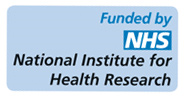 Funded by
NHS
National Institute for
Health Research